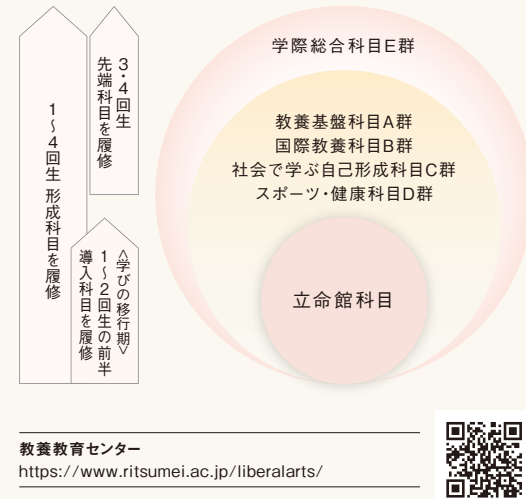 1〜4回生 形成科目を履修
3・4回生
先端科目を履修
<学びの移行期>
1〜2回生の前半
導入科目を履修
学際総合科目E群
教養基盤科目A群
国際教養科目B群
社会で学ぶ自己形成科目C群
スポーツ・健康科目D群
立命館科目
教養教育センター
https://www.ritsumei.ac.jp/liberalarts/